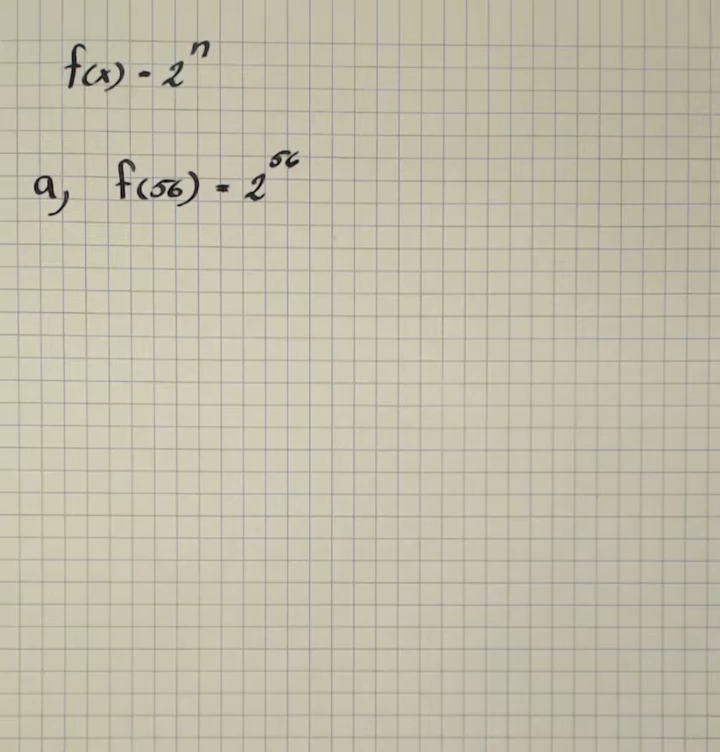 f(x) = 2^n
a, f(56) = 2^56